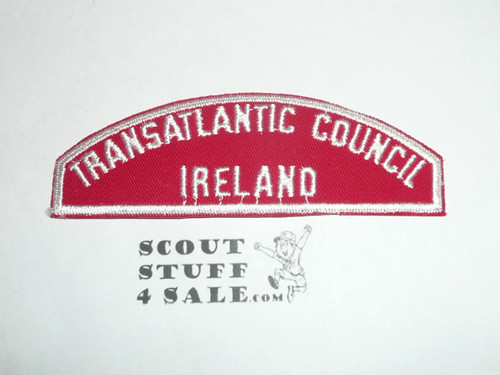 TRANSATLANTIC COUNCIL
IRELAND
SCOUT
STUFF
4 SALE.COM